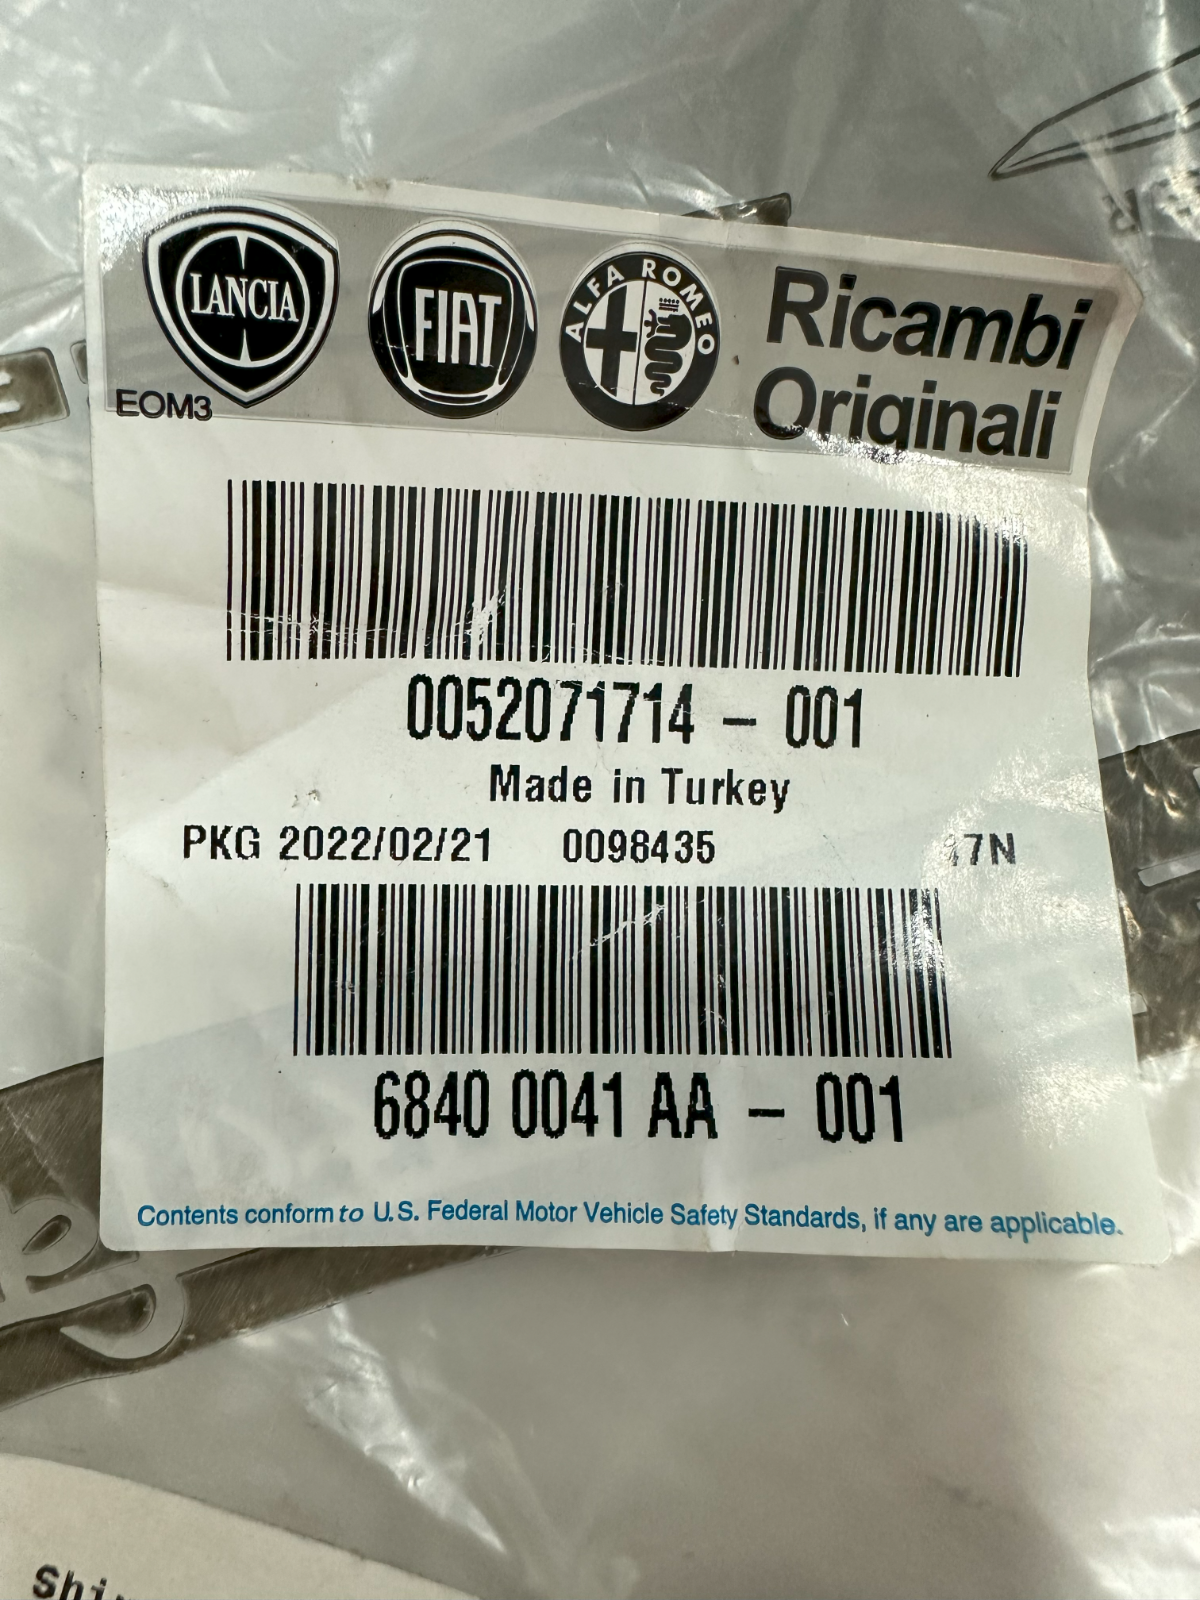 LANCIA
FIAT
ALFA ROMEO
Ricambi
Originali
EOM3
0052071714 – 001
Made in Turkey
PKG 2022/02/21 0098435 17N
6840 0041 AA – 001
Contents conform to U.S. Federal Motor Vehicle Safety Standards, if any are applicable.